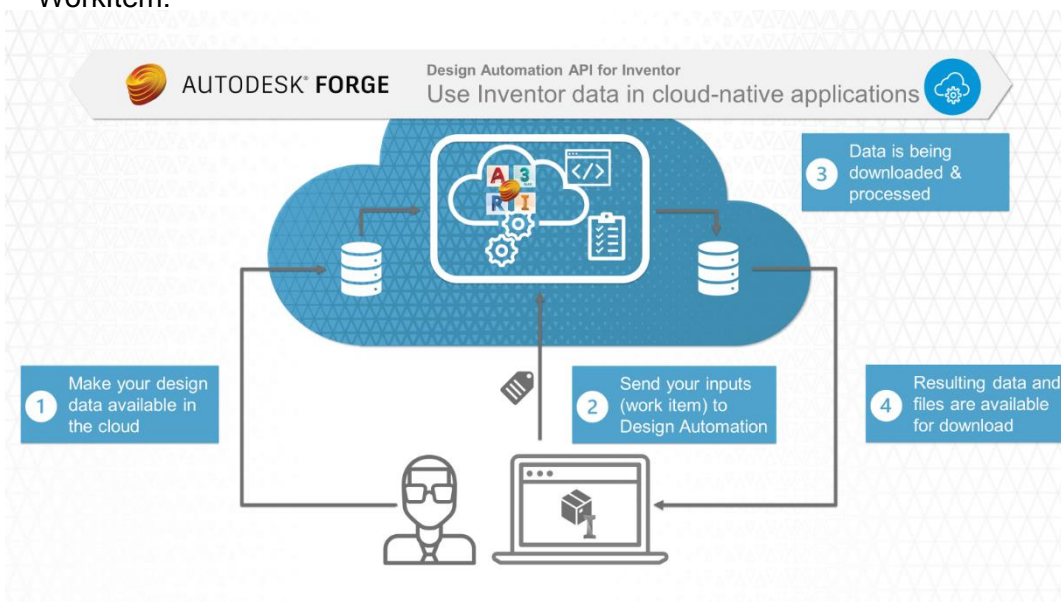 WorkItem.
AUTODESK® FORGE
Design Automation API for Inventor
Use Inventor data in cloud-native applications
A 3
R I
</>
3
Data is being
downloaded &
processed
1
Make your design
data available in
the cloud
2
Send your inputs
(work item) to
Design Automation
4
Resulting data and
files are available
for download